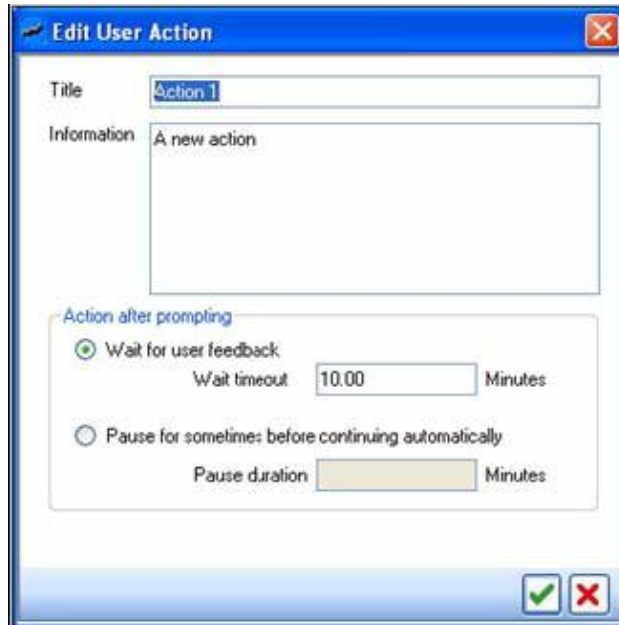 Edit User Action
Title Action 1
Information A new action
Action after prompting
Wait for user feedback
Wait timeout 10.00 Minutes
Pause for sometimes before continuing automatically
Pause duration Minutes